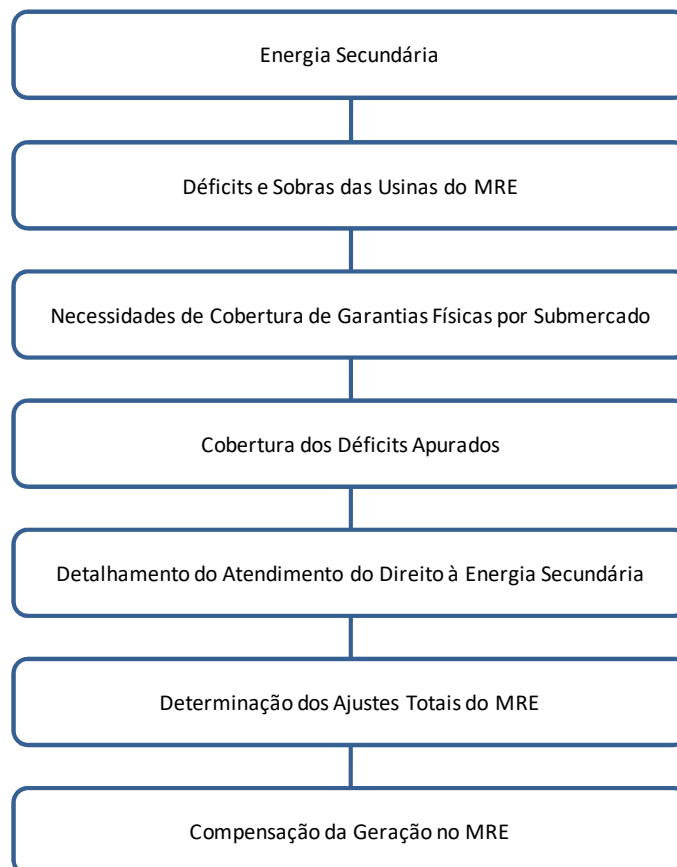 Energia Secundária
Déficits e Sobras das Usinas do MRE
Necessidades de Cobertura de Garantias Físicas por Submercado
Cobertura dos Déficits Apurados
Detalhamento do Atendimento do Direito à Energia Secundária
Determinação dos Ajustes Totais do MRE
Compensação da Geração no MRE